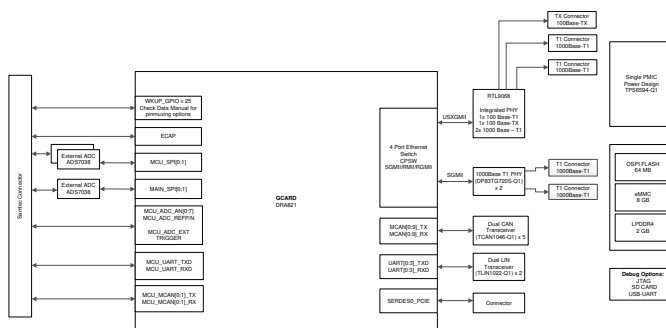 TX Connector
100Base-TX
T1 Connector
1000Base-T1
T1 Connector
1000Base-T1
Single PMIC
Power Design
TPS6594-Q1
RTL9068
Integrated PHY
1x 100 Base-T1
1x 100 Base-TX
2x 1000 Base – T1
USXGMII
WKUP_GPIO x 25
Check Data Manual for
pinmuxing options
ECAP
4 Port Ethernet
Switch
CPSW
SGMII/RMII/RGMII
External ADC
ADS7038
MCU_SPI[0:1]
External ADC
ADS7038
MAIN_SPI[0:1]
SGMII
1000Base T1 PHY
(DP83TG720S-Q1)
x 2
T1 Connector
1000Base-T1
T1 Connector
1000Base-T1
OSPI FLASH
64 MB
eMMC
8 GB
LPDDR4
2 GB
Samtec Connector
GCARD
DRA821
MCU_ADC_AN[0:7]
MCU_ADC_REFP/N
MCU_ADC_EXT
TRIGGER
MCAN[0:9]_TX
MCAN[0:9]_RX
Dual CAN
Transceiver
(TCAN1046-Q1) x 5
MCU_UART_TXD
MCU_UART_RXD
UART[0:3]_TXD
UART[0:3]_RXD
Dual LIN
Transceiver
(TLIN1022-Q1) x 2
MCU_MCAN[0:1]_TX
MCU_MCAN[0:1]_RX
SERDES0_PCIE
Connector
Debug Options:
JTAG
SD CARD
USB-UART